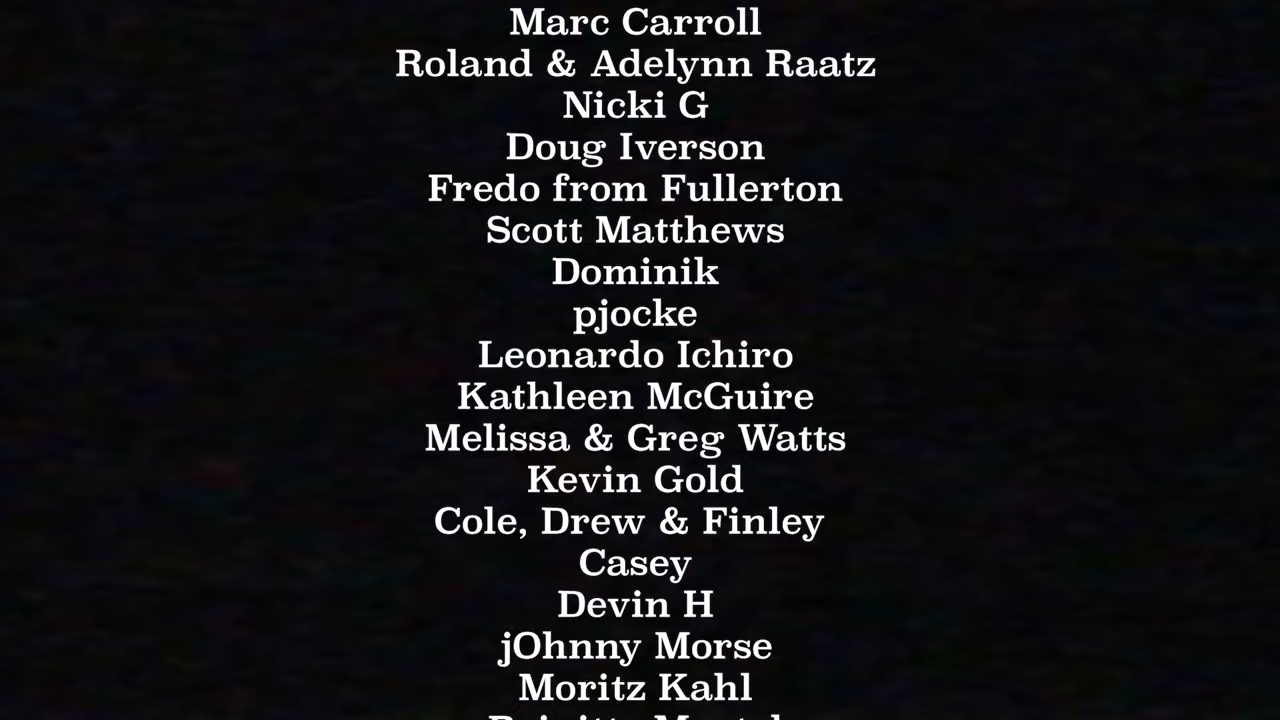 Marc Carroll
Roland & Adelynn Raatz
Nicki G
Doug Iverson
Fredo from Fullerton
Scott Matthews
Dominik
pjocke
Leonardo Ichiro
Kathleen McGuire
Melissa & Greg Watts
Kevin Gold
Cole, Drew & Finley
Casey
Devin H
jOhnny Morse
Moritz Kahl